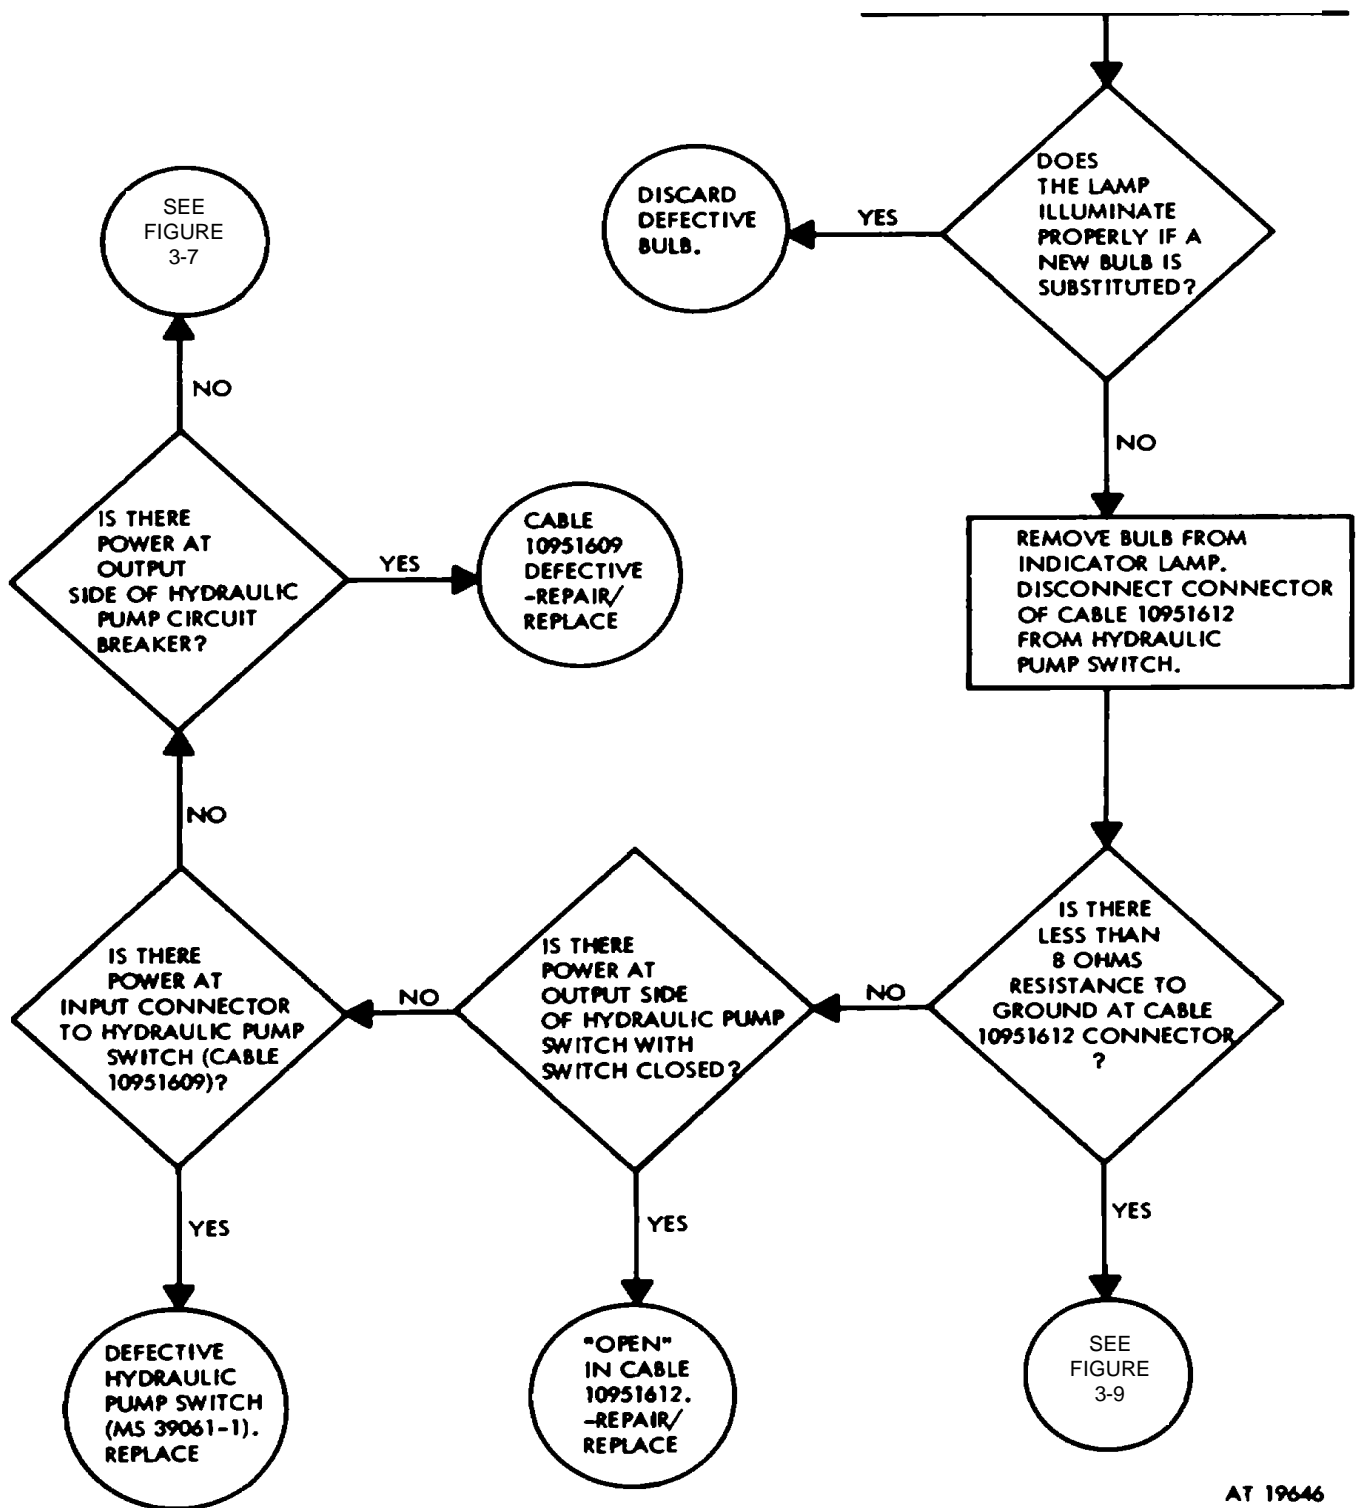 DOES
THE LAMP
ILLUMINATE
PROPERLY IF A
NEW BULB IS
SUBSTITUTED?
YES
DISCARD
DEFECTIVE
BULB.
NO
REMOVE BULB FROM
INDICATOR LAMP.
DISCONNECT CONNECTOR
OF CABLE 10951612
FROM HYDRAULIC
PUMP SWITCH.
IS THERE
LESS THAN
8 OHMS
RESISTANCE TO
GROUND AT CABLE
10951612 CONNECTOR
?
YES
SEE
FIGURE
3-9
NO
IS THERE
POWER AT
OUTPUT SIDE
OF HYDRAULIC PUMP
SWITCH WITH
SWITCH CLOSED?
YES
"OPEN"
IN CABLE
10951612.
-REPAIR/
REPLACE
NO
IS THERE
POWER AT
INPUT CONNECTOR
TO HYDRAULIC PUMP
SWITCH (CABLE
10951609)?
YES
DEFECTIVE
HYDRAULIC
PUMP SWITCH
(MS 39061-1).
REPLACE
NO
IS THERE
POWER AT
OUTPUT
SIDE OF HYDRAULIC
PUMP CIRCUIT
BREAKER?
YES
CABLE
10951609
DEFECTIVE
-REPAIR/
REPLACE
NO
SEE
FIGURE
3-7
AT 19646